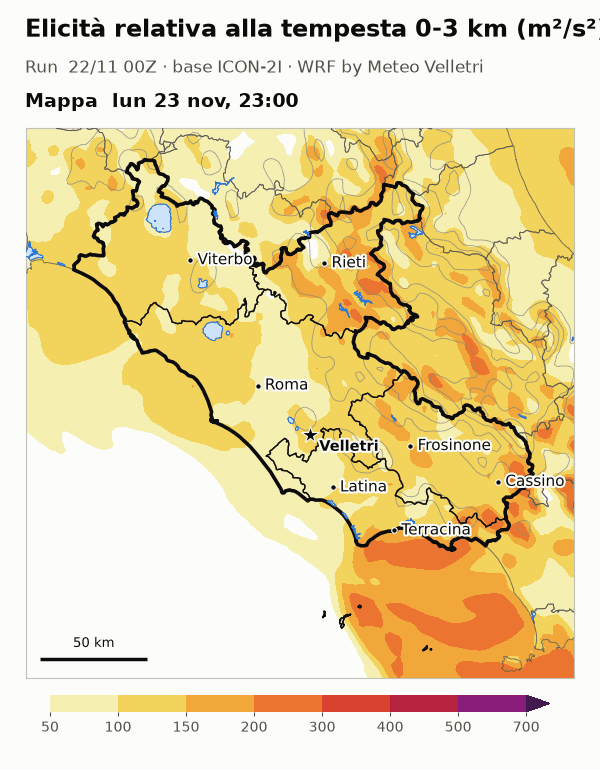 Elicità relativa alla tempesta 0-3 km (m²/s²)
Run 22/11 00Z · base ICON-2I · WRF by Meteo Velletri
Mappa lun 23 nov, 23:00
Viterbo
Rieti
Roma
Velletri
Frosinone
Cassino
Latina
Terracina
50 km
50 100 150 200 300 400 500 700